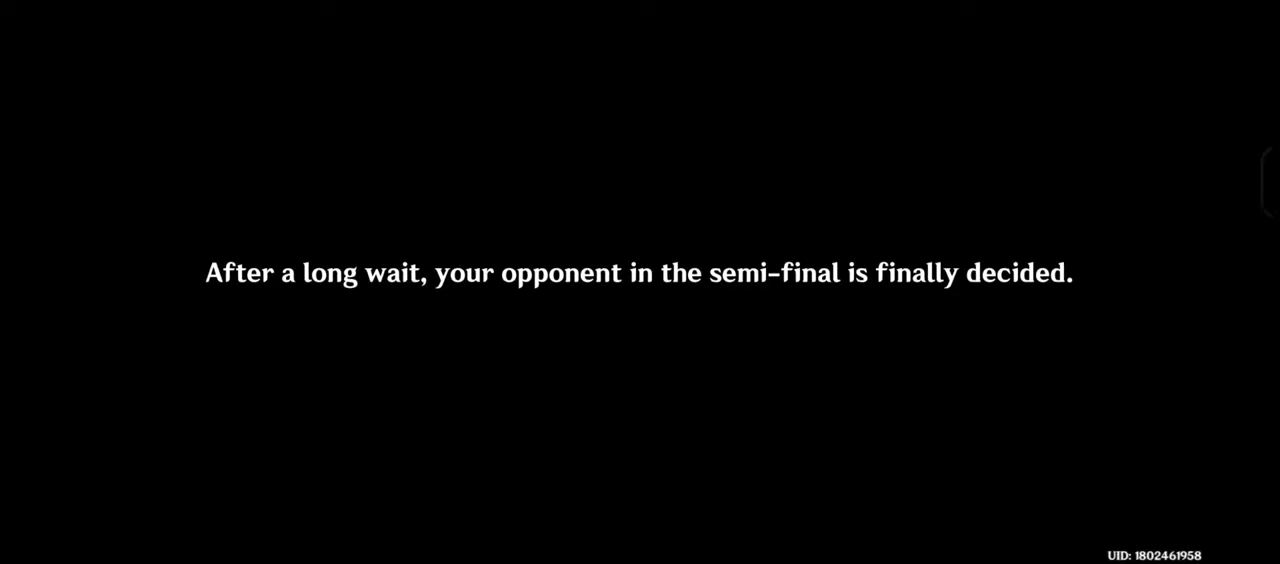 After a long wait, your opponent in the semi-final is finally decided.
UID: 1802461958